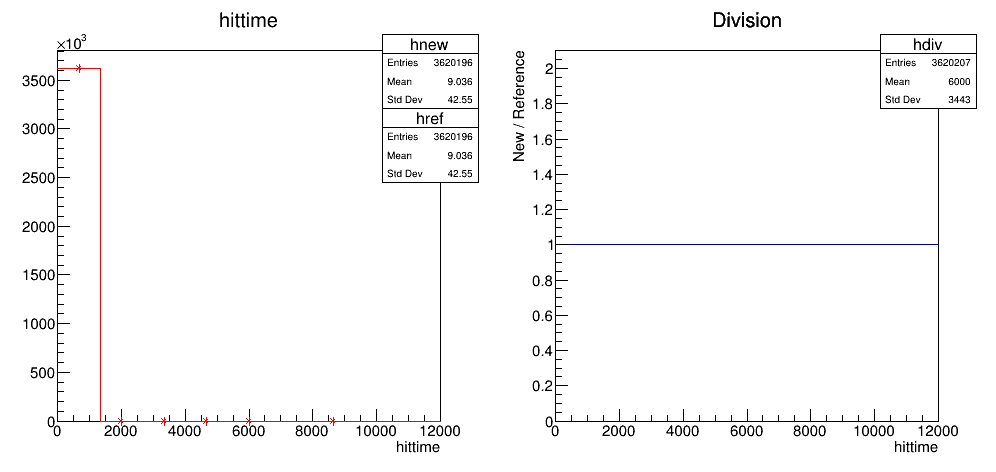 hittime
×10³
hnew
Entries 3620196
Mean 9.036
Std Dev 42.55
href
Entries 3620196
Mean 9.036
Std Dev 42.55
3500
3000
2500
2000
1500
1000
500
0
0 2000 4000 6000 8000 10000 12000
hittime
Division
hdiv
Entries 3620207
Mean 6000
Std Dev 3443
New / Reference
2
1.8
1.6
1.4
1.2
1
0.8
0.6
0.4
0.2
0
0 2000 4000 6000 8000 10000 12000
hittime